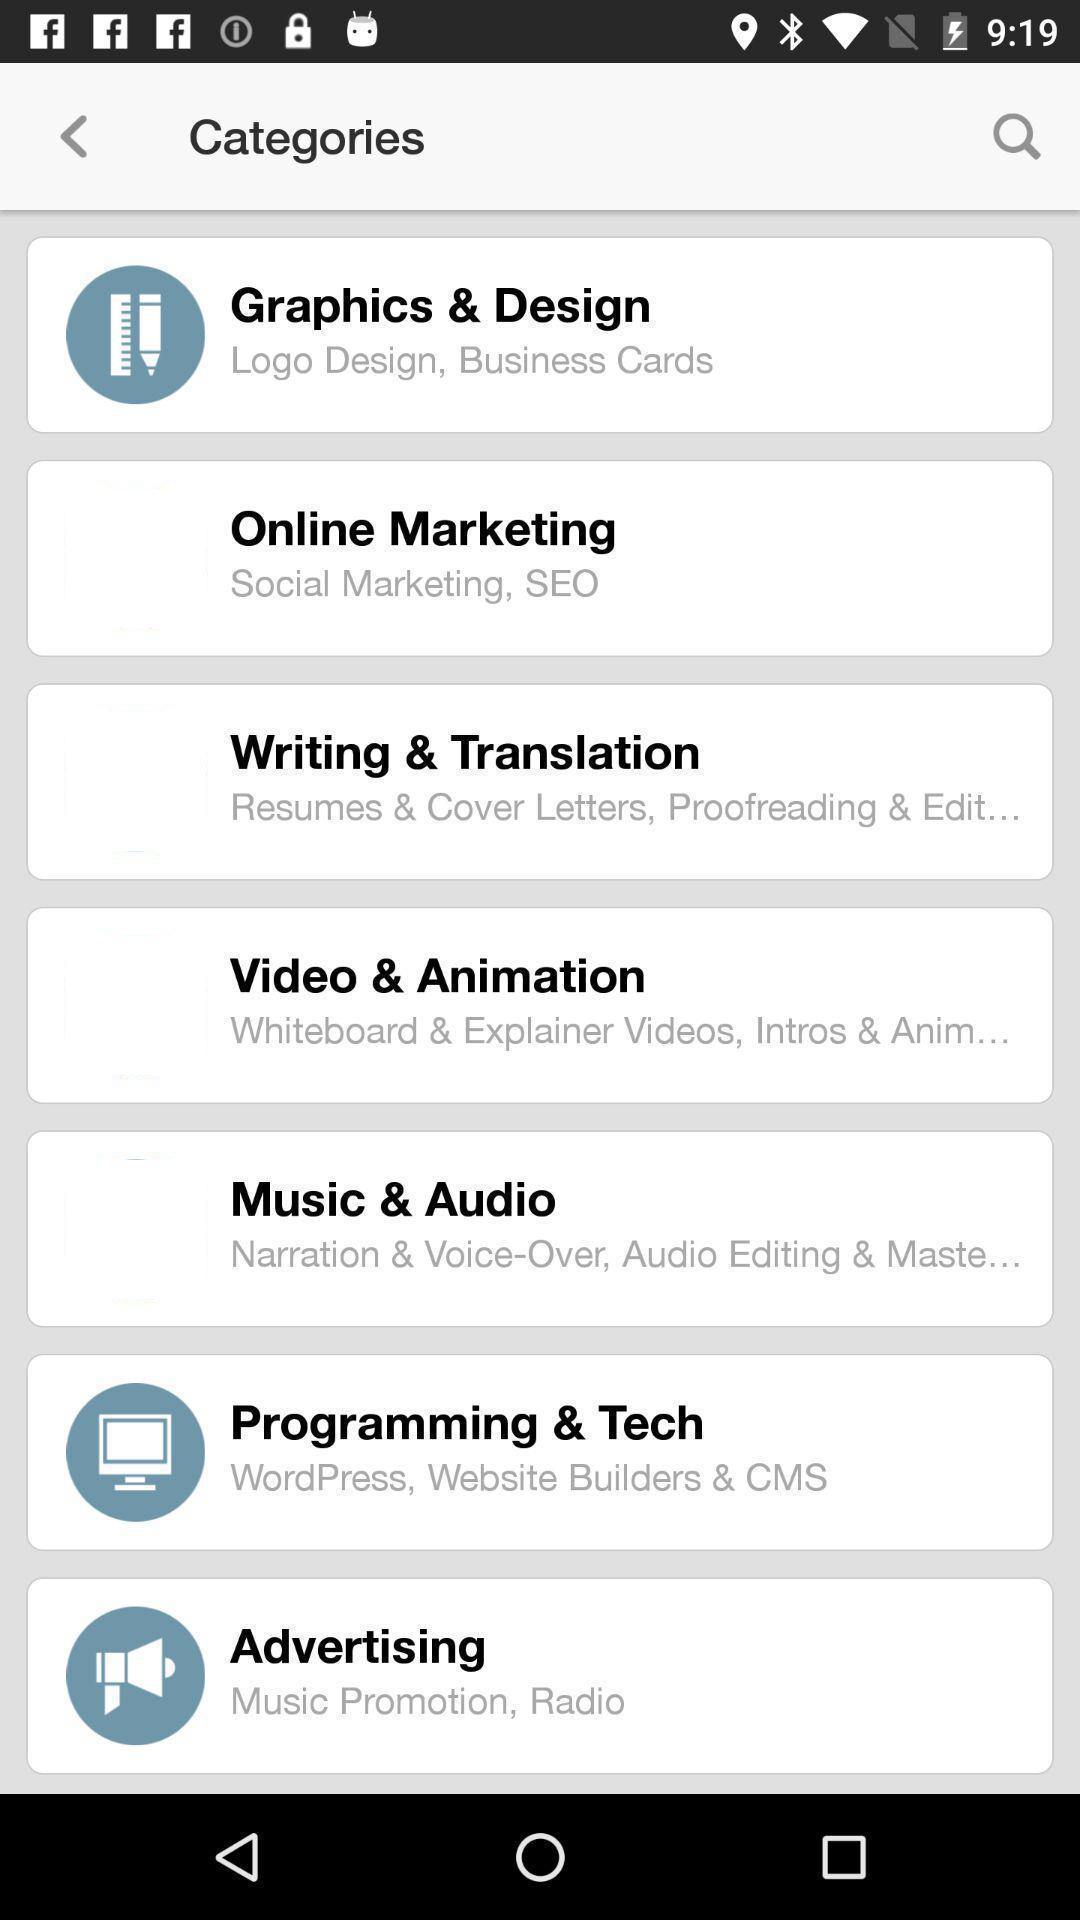 9:19
Categories
Graphics & Design
Logo Design, Business Cards
Online Marketing
Social Marketing, SEO
Writing & Translation
Resumes & Cover Letters, Proofreading & Edit...
Video & Animation
Whiteboard & Explainer Videos, Intros & Anim...
Music & Audio
Narration & Voice-Over, Audio Editing & Maste...
Programming & Tech
WordPress, Website Builders & CMS
Advertising
Music Promotion, Radio